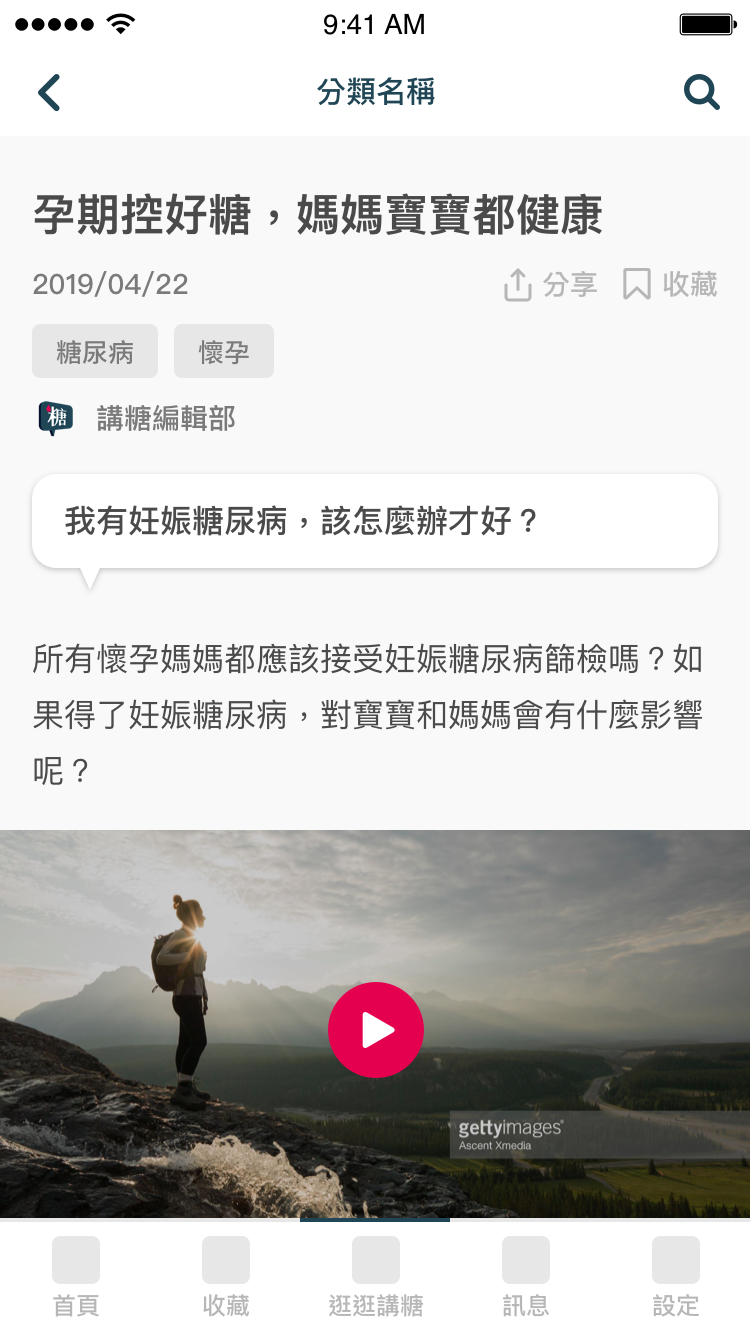 9:41 AM
分類名稱
孕期控好糖，媽媽寶寶都健康
2019/04/22
分享
收藏
糖尿病
懷孕
糖
講糖編輯部
我有妊娠糖尿病，該怎麼辦才好？
所有懷孕媽媽都應該接受妊娠糖尿病篩檢嗎？如
果得了妊娠糖尿病，對寶寶和媽媽會有什麼影響
呢？
gettyimages®
Ascent Xmedia
首頁
收藏
逛逛講糖
訊息
設定